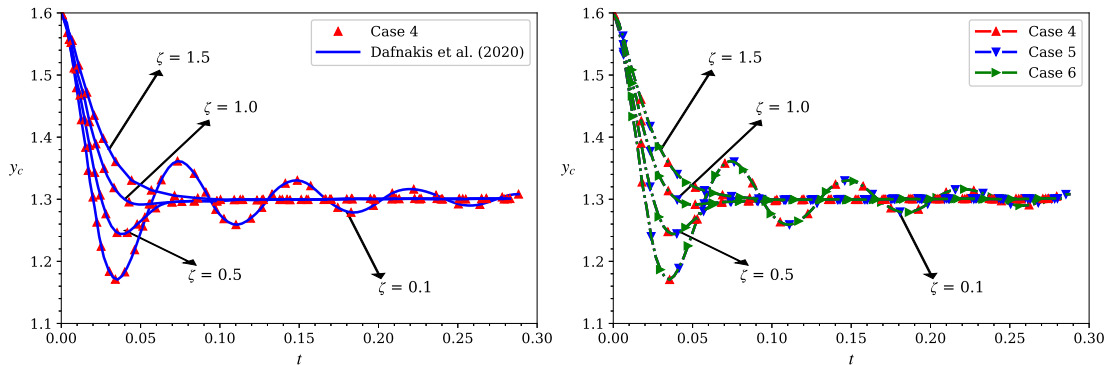 1.6
1.5
1.4
1.3
1.2
1.1
y_c
0.00 0.05 0.10 0.15 0.20 0.25 0.30
t
Case 4
Dafnakis et al. (2020)
ζ = 1.5
ζ = 1.0
ζ = 0.5
ζ = 0.1
1.6
1.5
1.4
1.3
1.2
1.1
y_c
0.00 0.05 0.10 0.15 0.20 0.25 0.30
t
Case 4
Case 5
Case 6
ζ = 1.5
ζ = 1.0
ζ = 0.5
ζ = 0.1